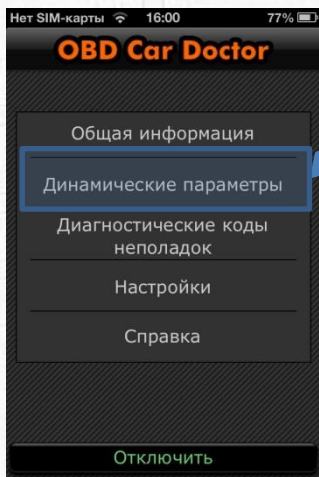 Нет SIM-карты 16:00 77%
OBD Car Doctor
Общая информация
Динамические параметры
Диагностические коды
неполадок
Настройки
Справка
Отключить